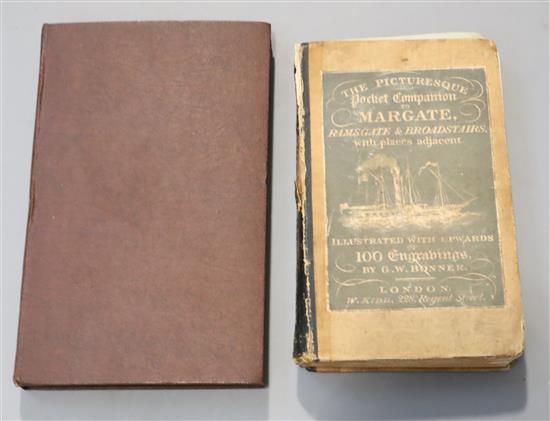 THE PICTURESQUE
Pocket Companion
TO
MARGATE,
RAMSGATE & BROADSTAIRS,
with places adjacent
ILLUSTRATED WITH UPWARDS
OF
100 Engravings,
BY G.W. BONNER.
LONDON
W. KIDD, 228, Regent Street.